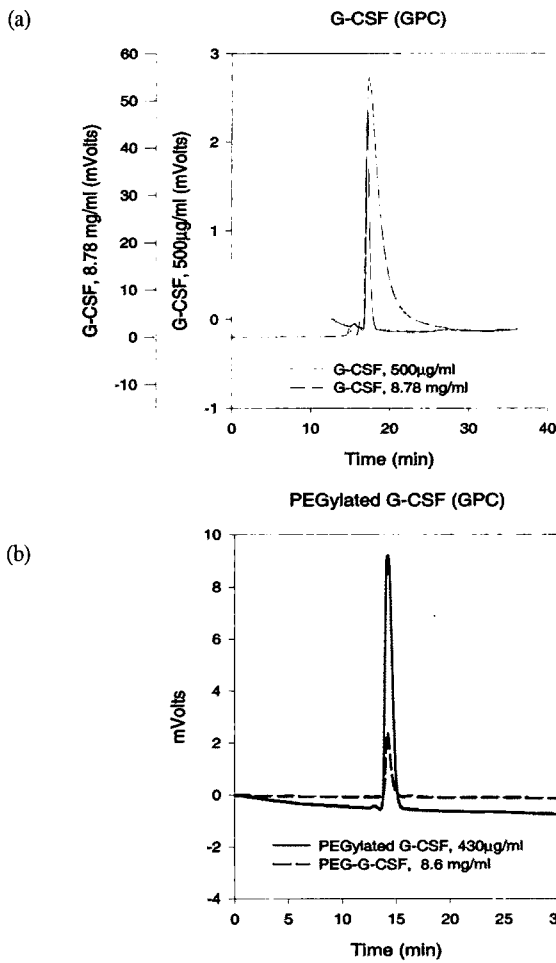 (a)
G-CSF (GPC)
G-CSF, 8.78 mg/ml (mVolts)
60
50
40
30
20
10
0
-10
G-CSF, 500µg/ml (mVolts)
3
2
1
0
-1
G-CSF, 500µg/ml
G-CSF, 8.78 mg/ml
0 10 20 30 40
Time (min)
(b)
PEGylated G-CSF (GPC)
mVolts
10
8
6
4
2
0
-2
-4
PEGylated G-CSF, 430µg/ml
PEG-G-CSF, 8.6 mg/ml
0 5 10 15 20 25
Time (min)